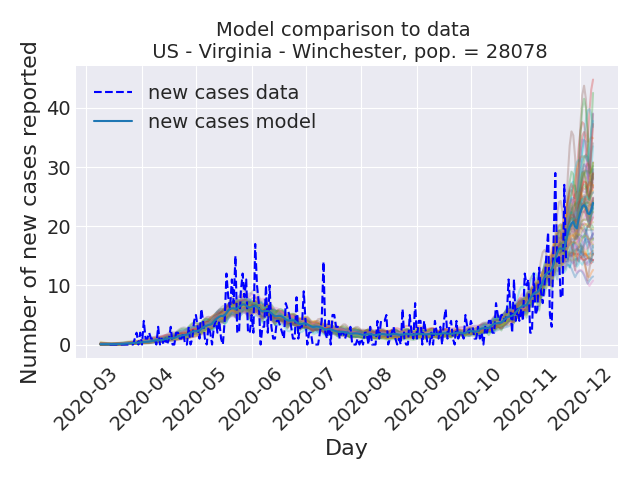 Model comparison to data
US - Virginia - Winchester, pop. = 28078
Number of new cases reported
40
30
20
10
0
new cases data
new cases model
2020-03
2020-04
2020-05
2020-06
2020-07
2020-08
2020-09
2020-10
2020-11
2020-12
Day